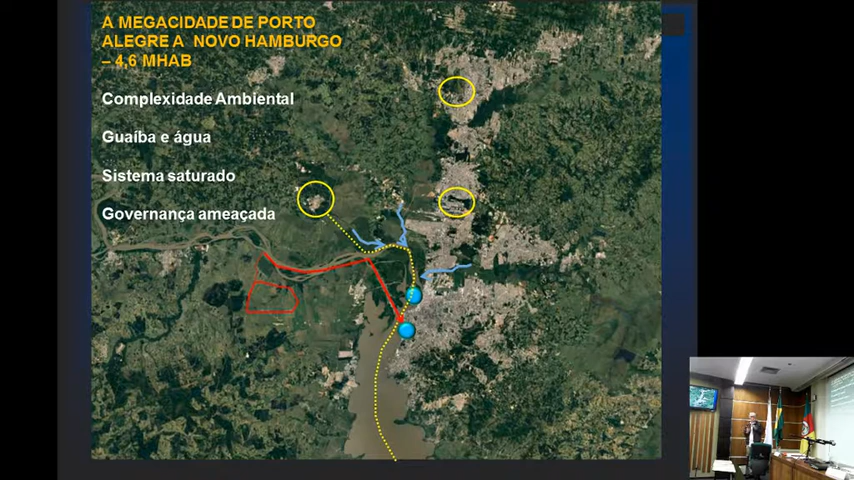 A MEGACIDADE DE PORTO
ALEGRE A NOVO HAMBURGO
– 4,6 MHAB
Complexidade Ambiental
Guaíba e água
Sistema saturado
Governança ameaçada